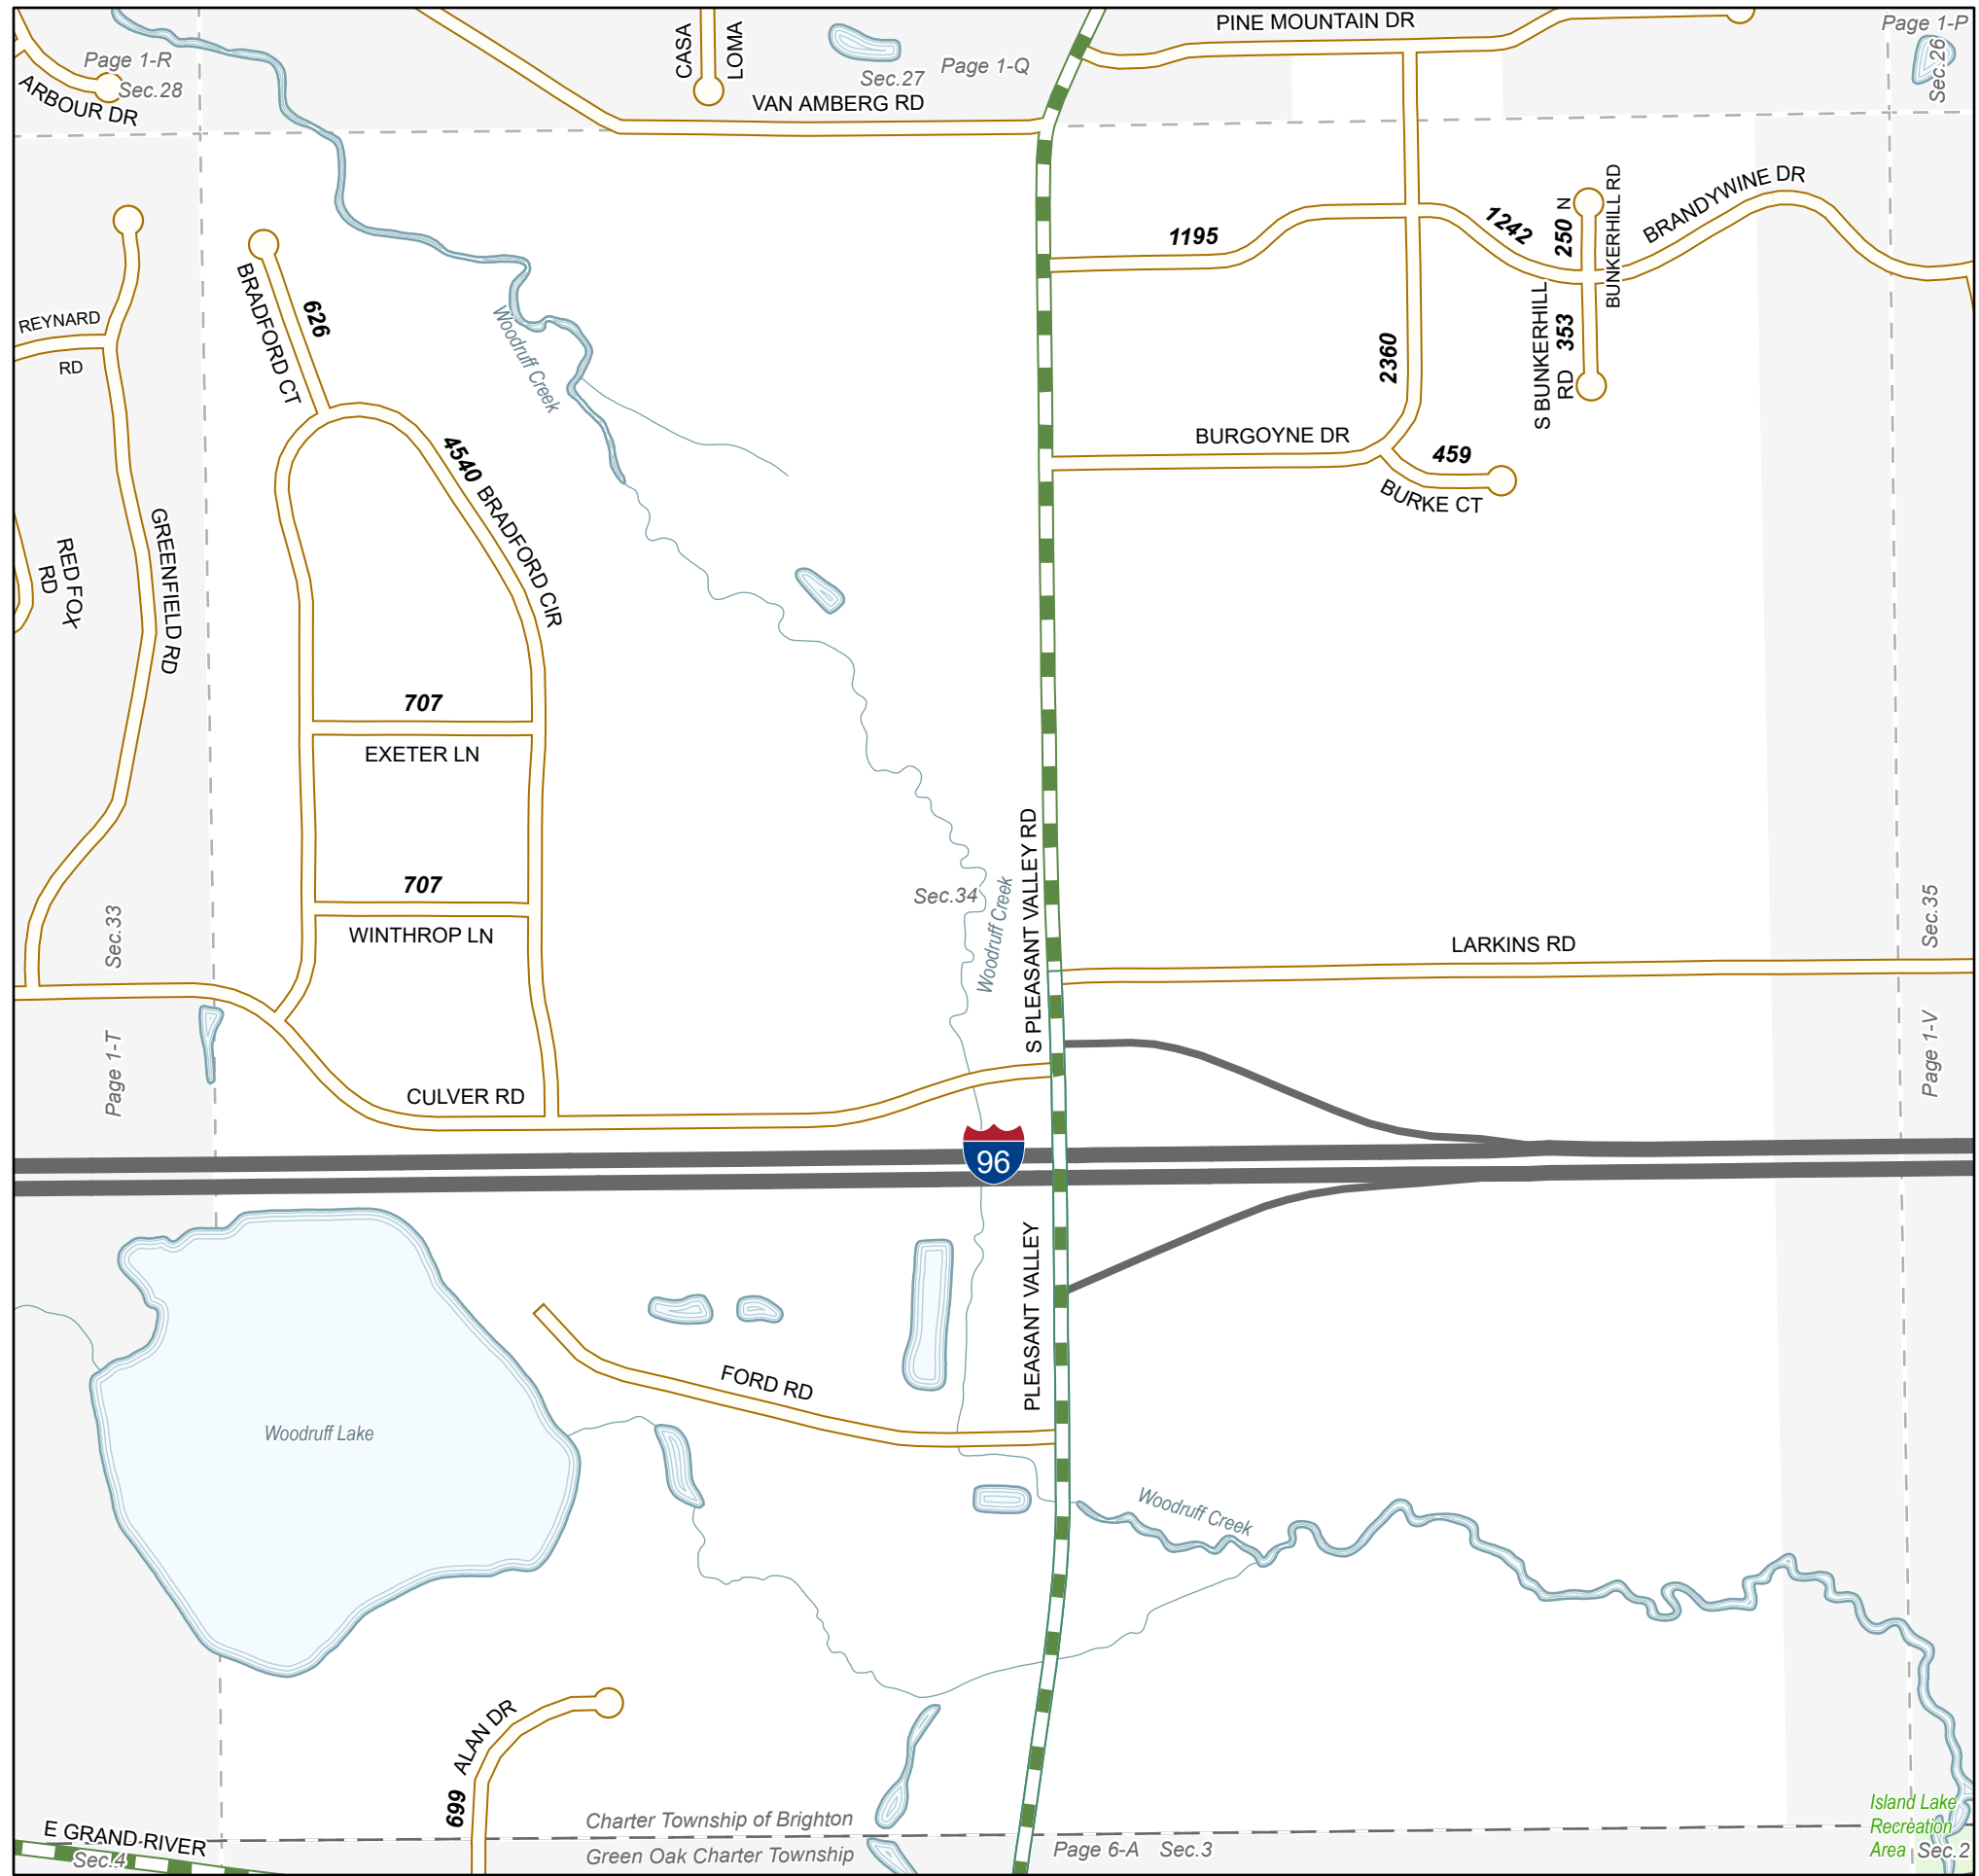 PINE MOUNTAIN DR
Page 1-P
Sec.26
CASA
LOMA
Page 1-R
Sec.28
Sec.27
Page 1-Q
ARBOUR DR
VAN AMBERG RD
1195
1242
250
N
BUNKERHILL RD
BRANDYWINE DR
BRADFORD CT
626
REYNARD
RD
Woodruff Creek
2360
S BUNKERHILL
RD
353
BURGOYNE DR
459
BURKE CT
4540
BRADFORD CIR
GREENFIELD RD
RED FOX
RD
707
EXETER LN
707
WINTHROP LN
Sec.34
Woodruff Creek
S PLEASANT VALLEY RD
LARKINS RD
Sec.33
Sec.35
Page 1-T
Page 1-V
CULVER RD
96
PLEASANT VALLEY
FORD RD
Woodruff Lake
Woodruff Creek
ALAN DR
699
Charter Township of Brighton
Green Oak Charter Township
E GRAND RIVER
Sec.4
Page 6-A
Sec.3
Island Lake
Recreation
Area
Sec.2